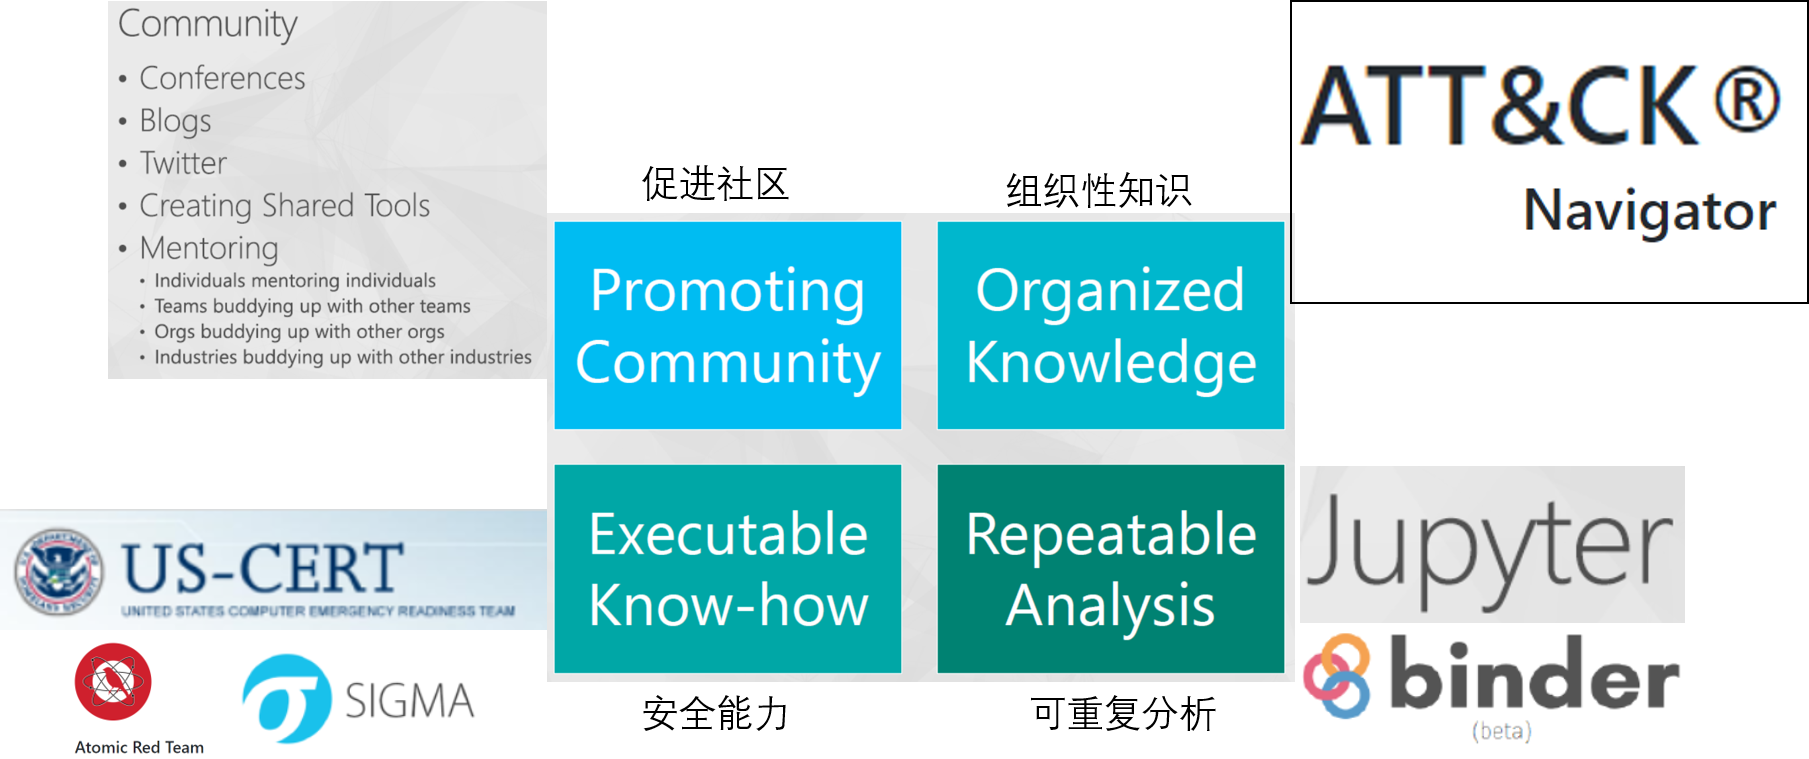 Community
• Conferences
• Blogs
• Twitter
• Creating Shared Tools
• Mentoring
• Individuals mentoring individuals
• Teams buddying up with other teams
• Orgs buddying up with other orgs
• Industries buddying up with other industries
促进社区
组织性知识
ATT&CK®
Navigator
Promoting
Community
Organized
Knowledge
Executable
Know-how
Repeatable
Analysis
US-CERT
UNITED STATES COMPUTER EMERGENCY READINESS TEAM
Atomic Red Team
σ
SIGMA
安全能力
可重复分析
Jupyter
binder
(beta)